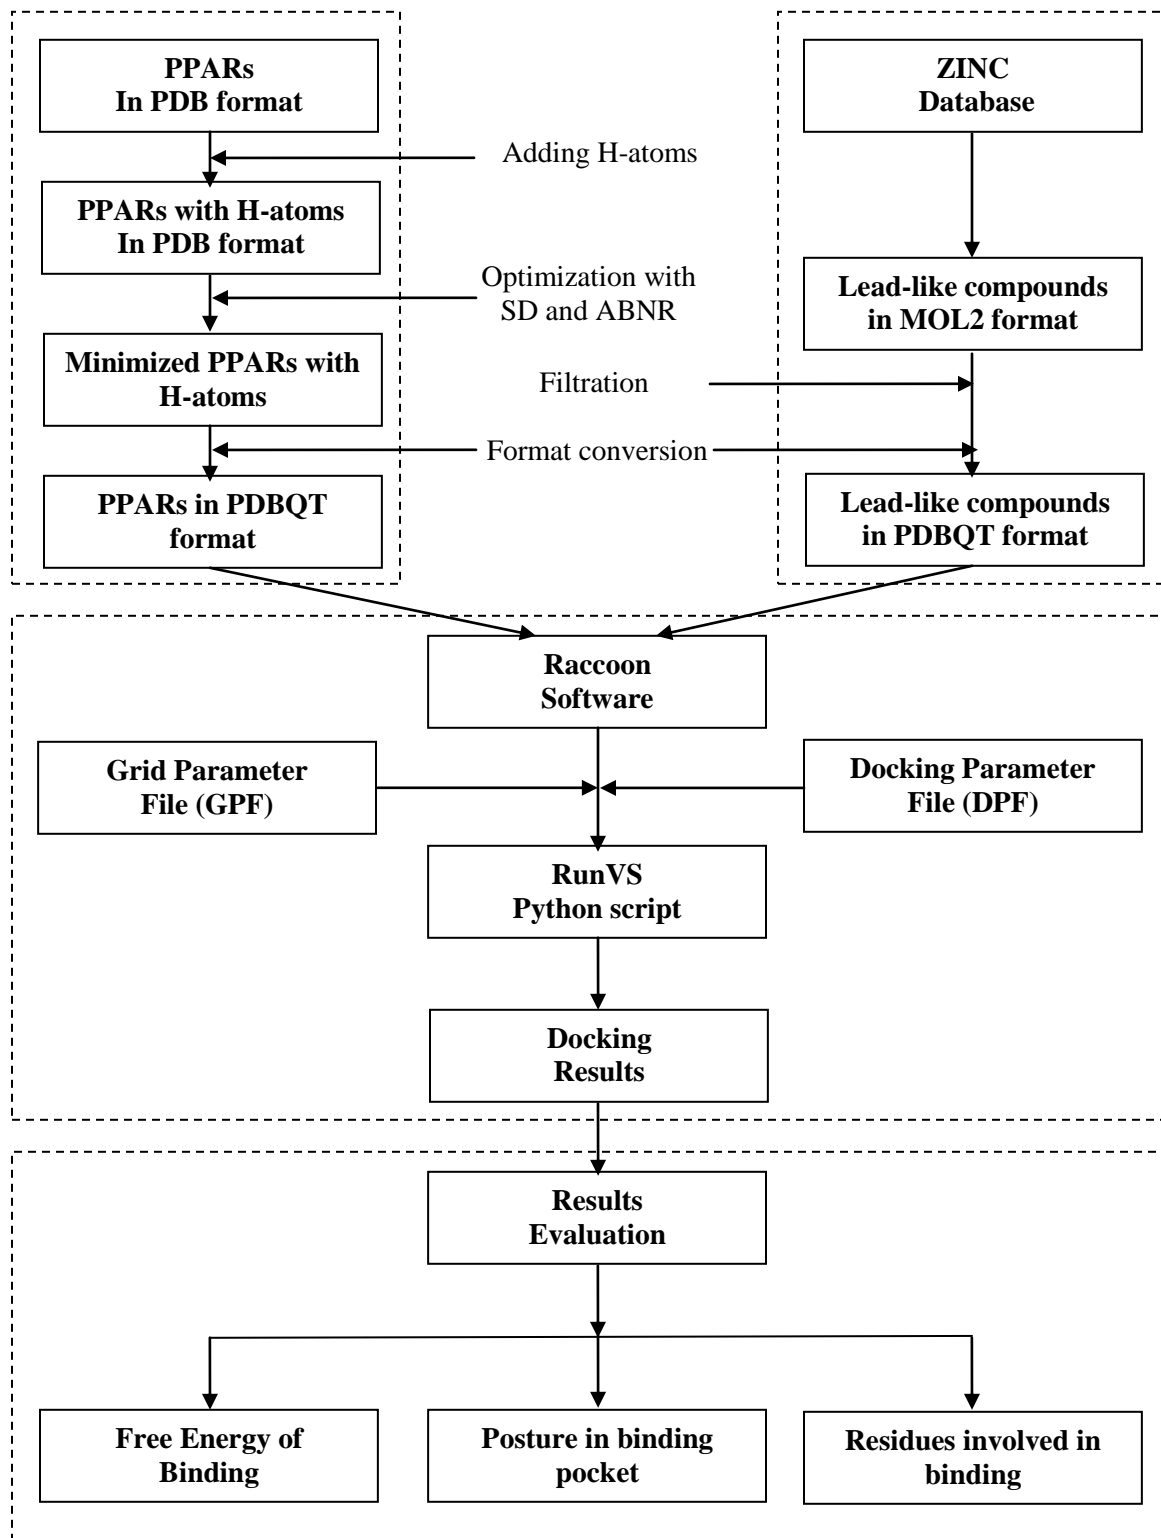 PPARs
In PDB format
ZINC
Database
Adding H-atoms
PPARs with H-atoms
In PDB format
Optimization with
SD and ABNR
Lead-like compounds
in MOL2 format
Minimized PPARs with
H-atoms
Filtration
Format conversion
PPARs in PDBQT
format
Lead-like compounds
in PDBQT format
Raccoon
Software
Grid Parameter
File (GPF)
Docking Parameter
File (DPF)
RunVS
Python script
Docking
Results
Results
Evaluation
Free Energy of
Binding
Posture in binding
pocket
Residues involved in
binding